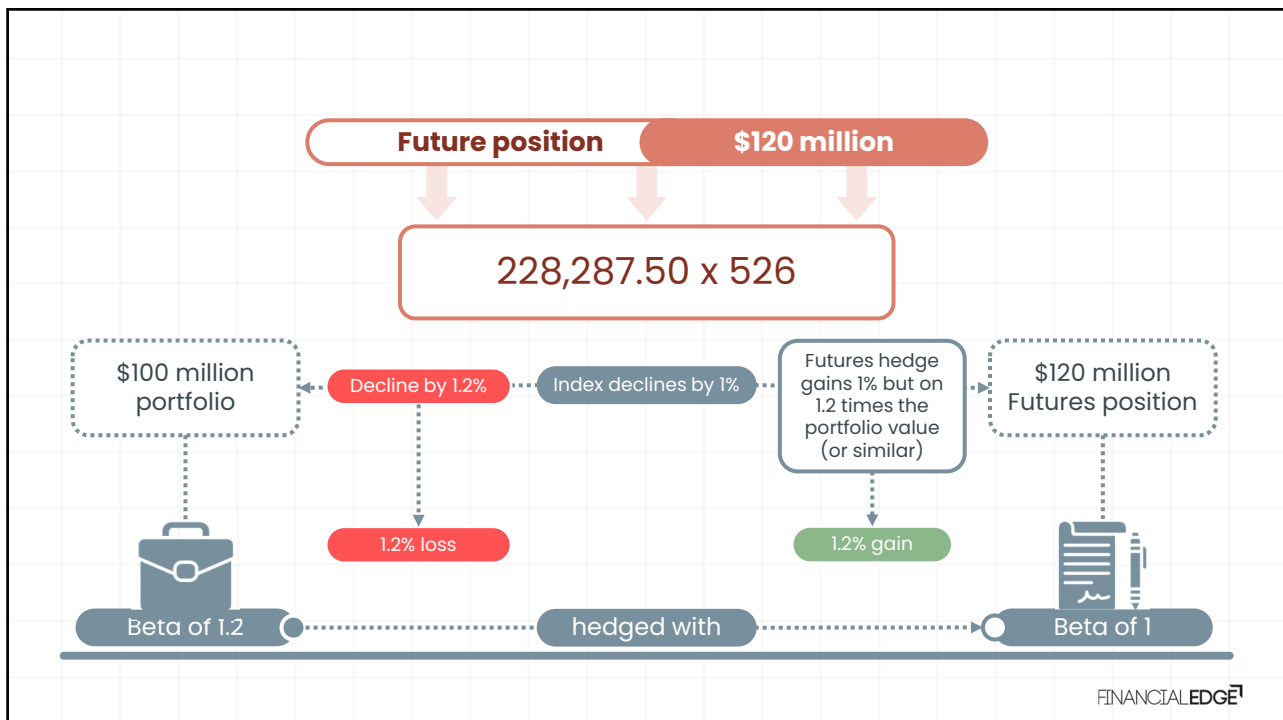 Future position
$120 million
228,287.50 x 526
$100 million
portfolio
Decline by 1.2%
Index declines by 1%
Futures hedge
gains 1% but on
1.2 times the
portfolio value
(or similar)
$120 million
Futures position
1.2% loss
1.2% gain
Beta of 1.2
hedged with
Beta of 1
FINANCIALEDGE